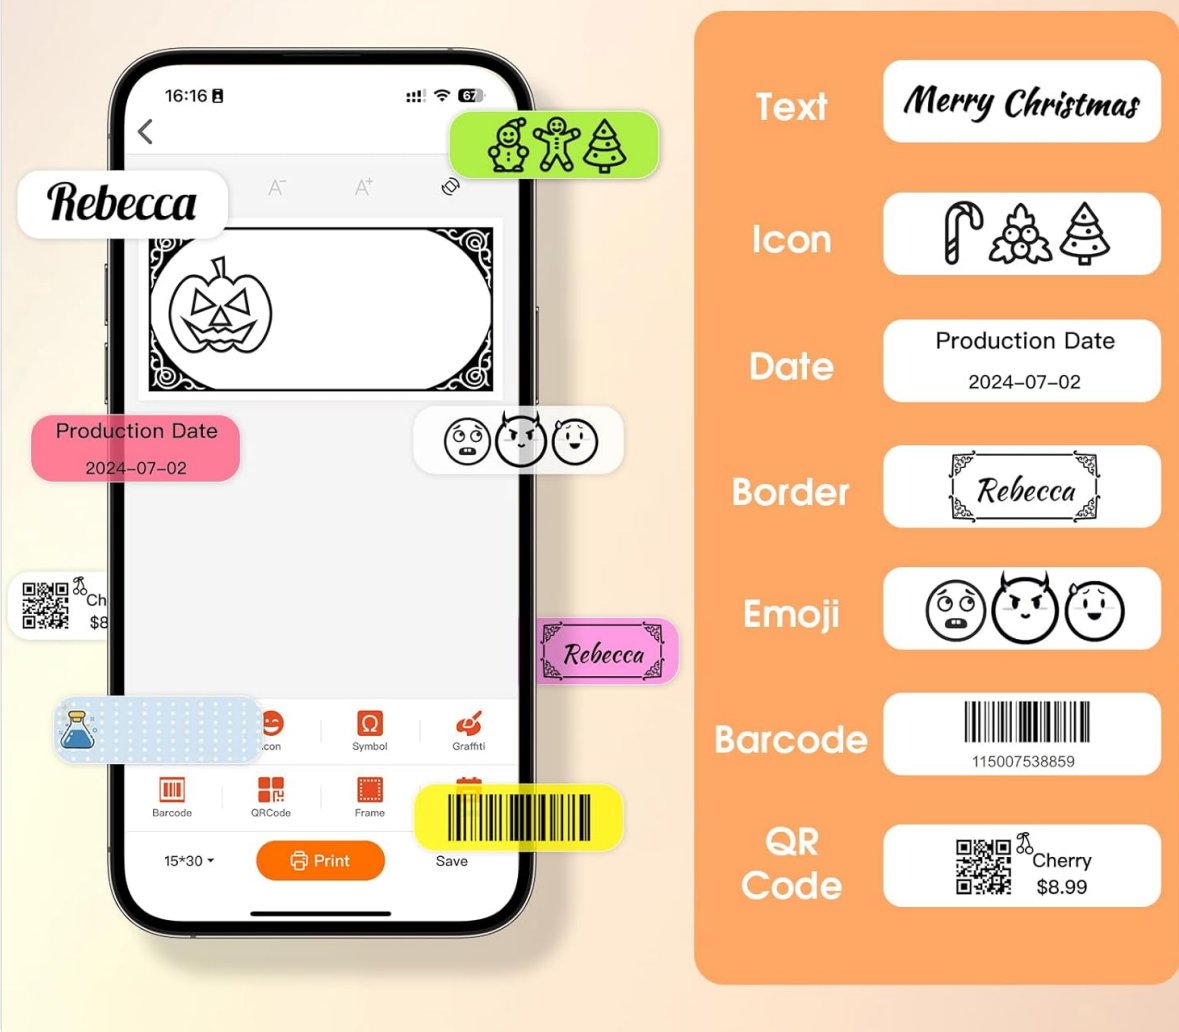 16:16
67
A-
A+
Rebecca
Production Date
2024-07-02
Ch
$8
Rebecca
Icon
Symbol
Graffiti
Barcode
QRCode
Frame
15*30
Print
Save
Text
Merry Christmas
Icon
Date
Production Date
2024-07-02
Border
Rebecca
Emoji
Barcode
115007538859
QR
Code
Cherry
$8.99